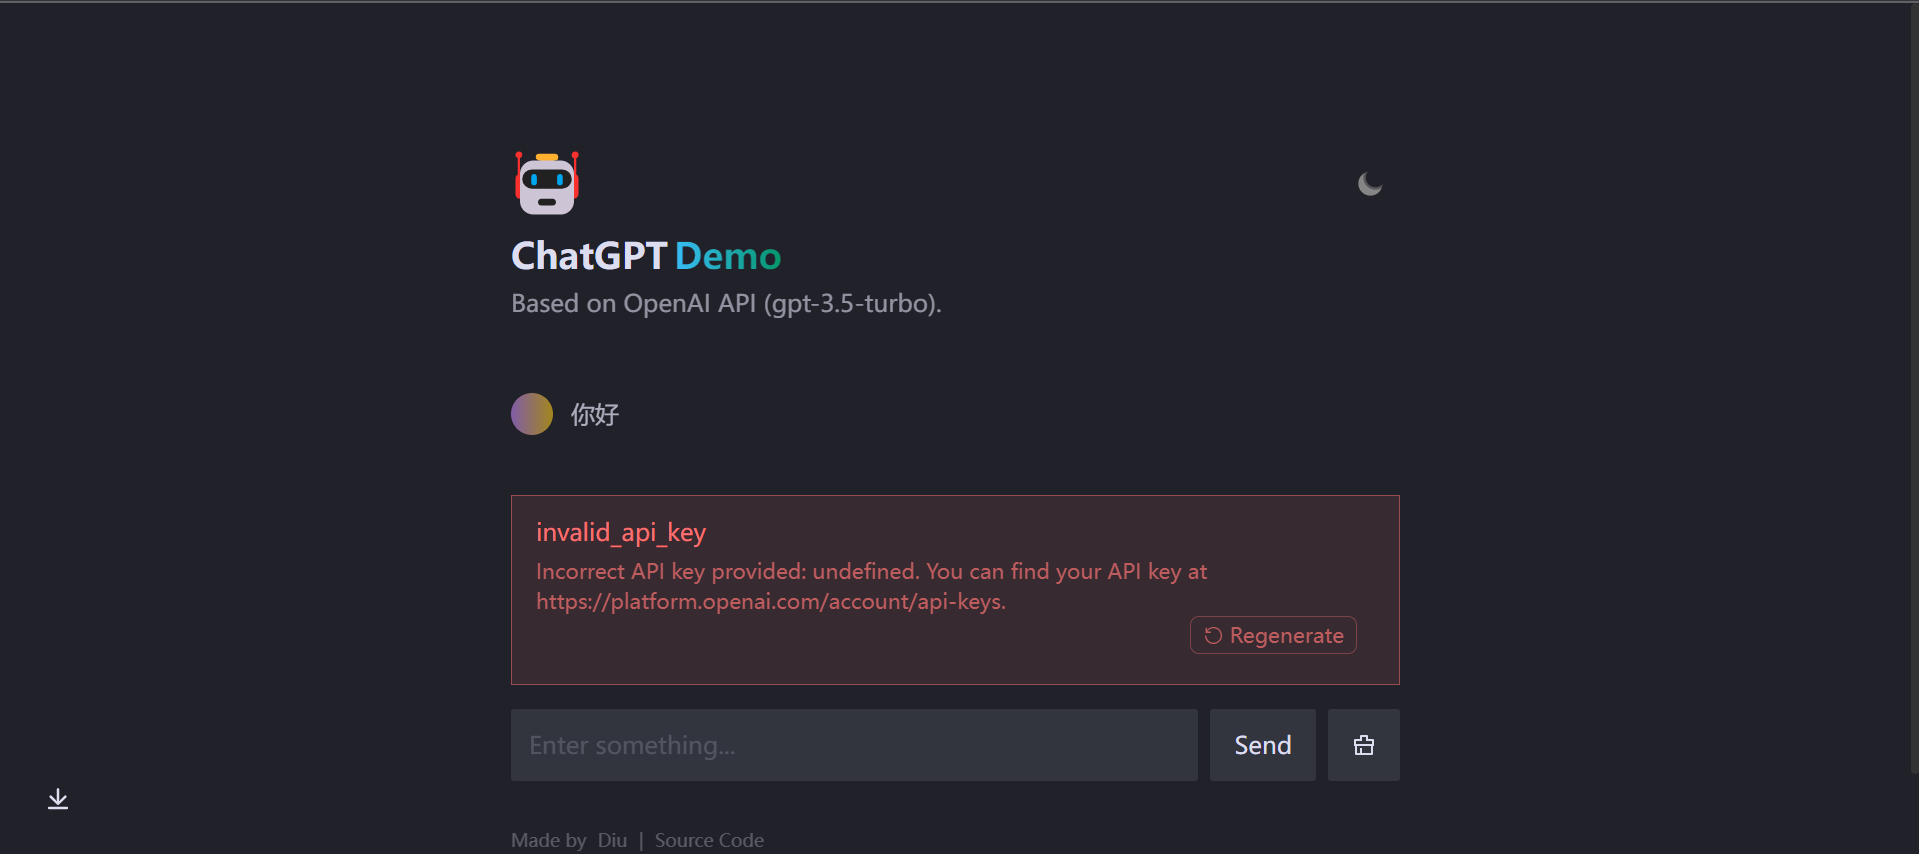 ChatGPT Demo
Based on OpenAI API (gpt-3.5-turbo).
你好
invalid_api_key
Incorrect API key provided: undefined. You can find your API key at
https://platform.openai.com/account/api-keys.
Regenerate
Enter something...
Send
Made by Diu | Source Code